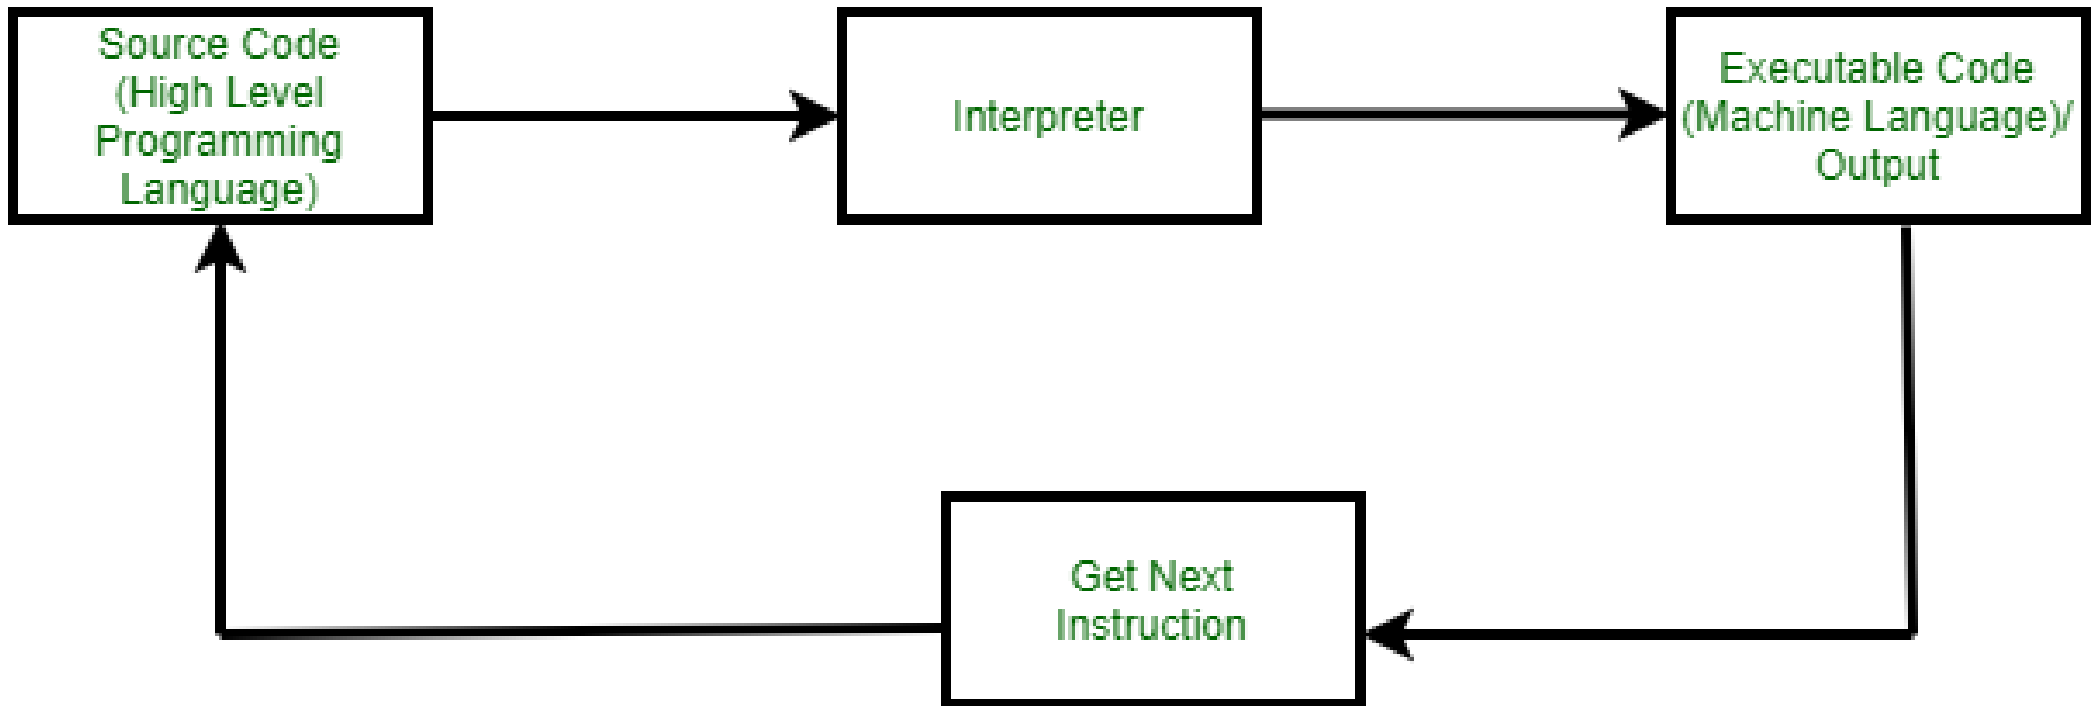 Source Code
(High Level
Programming
Language)
Interpreter
Executable Code
(Machine Language)/
Output
Get Next
Instruction